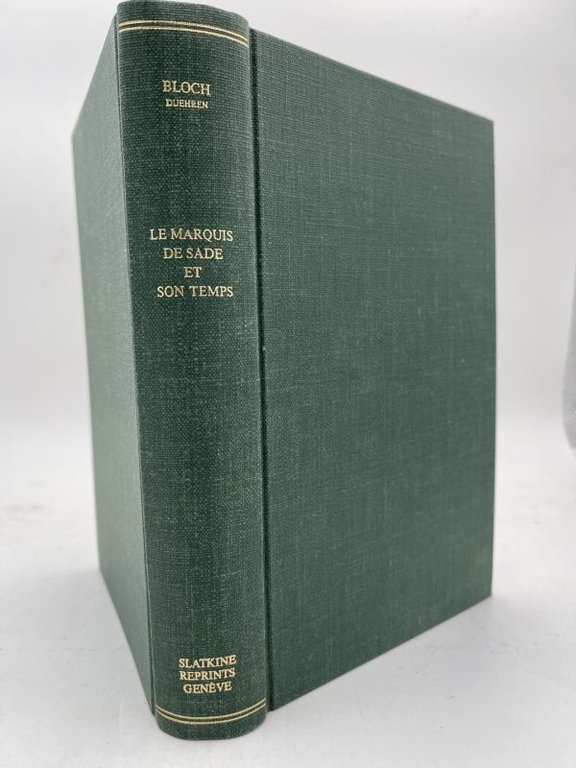 BLOCH
DUEHREN
LE MARQUIS
DE SADE
ET
SON TEMPS
SLATKINE
REPRINTS
GENÈVE